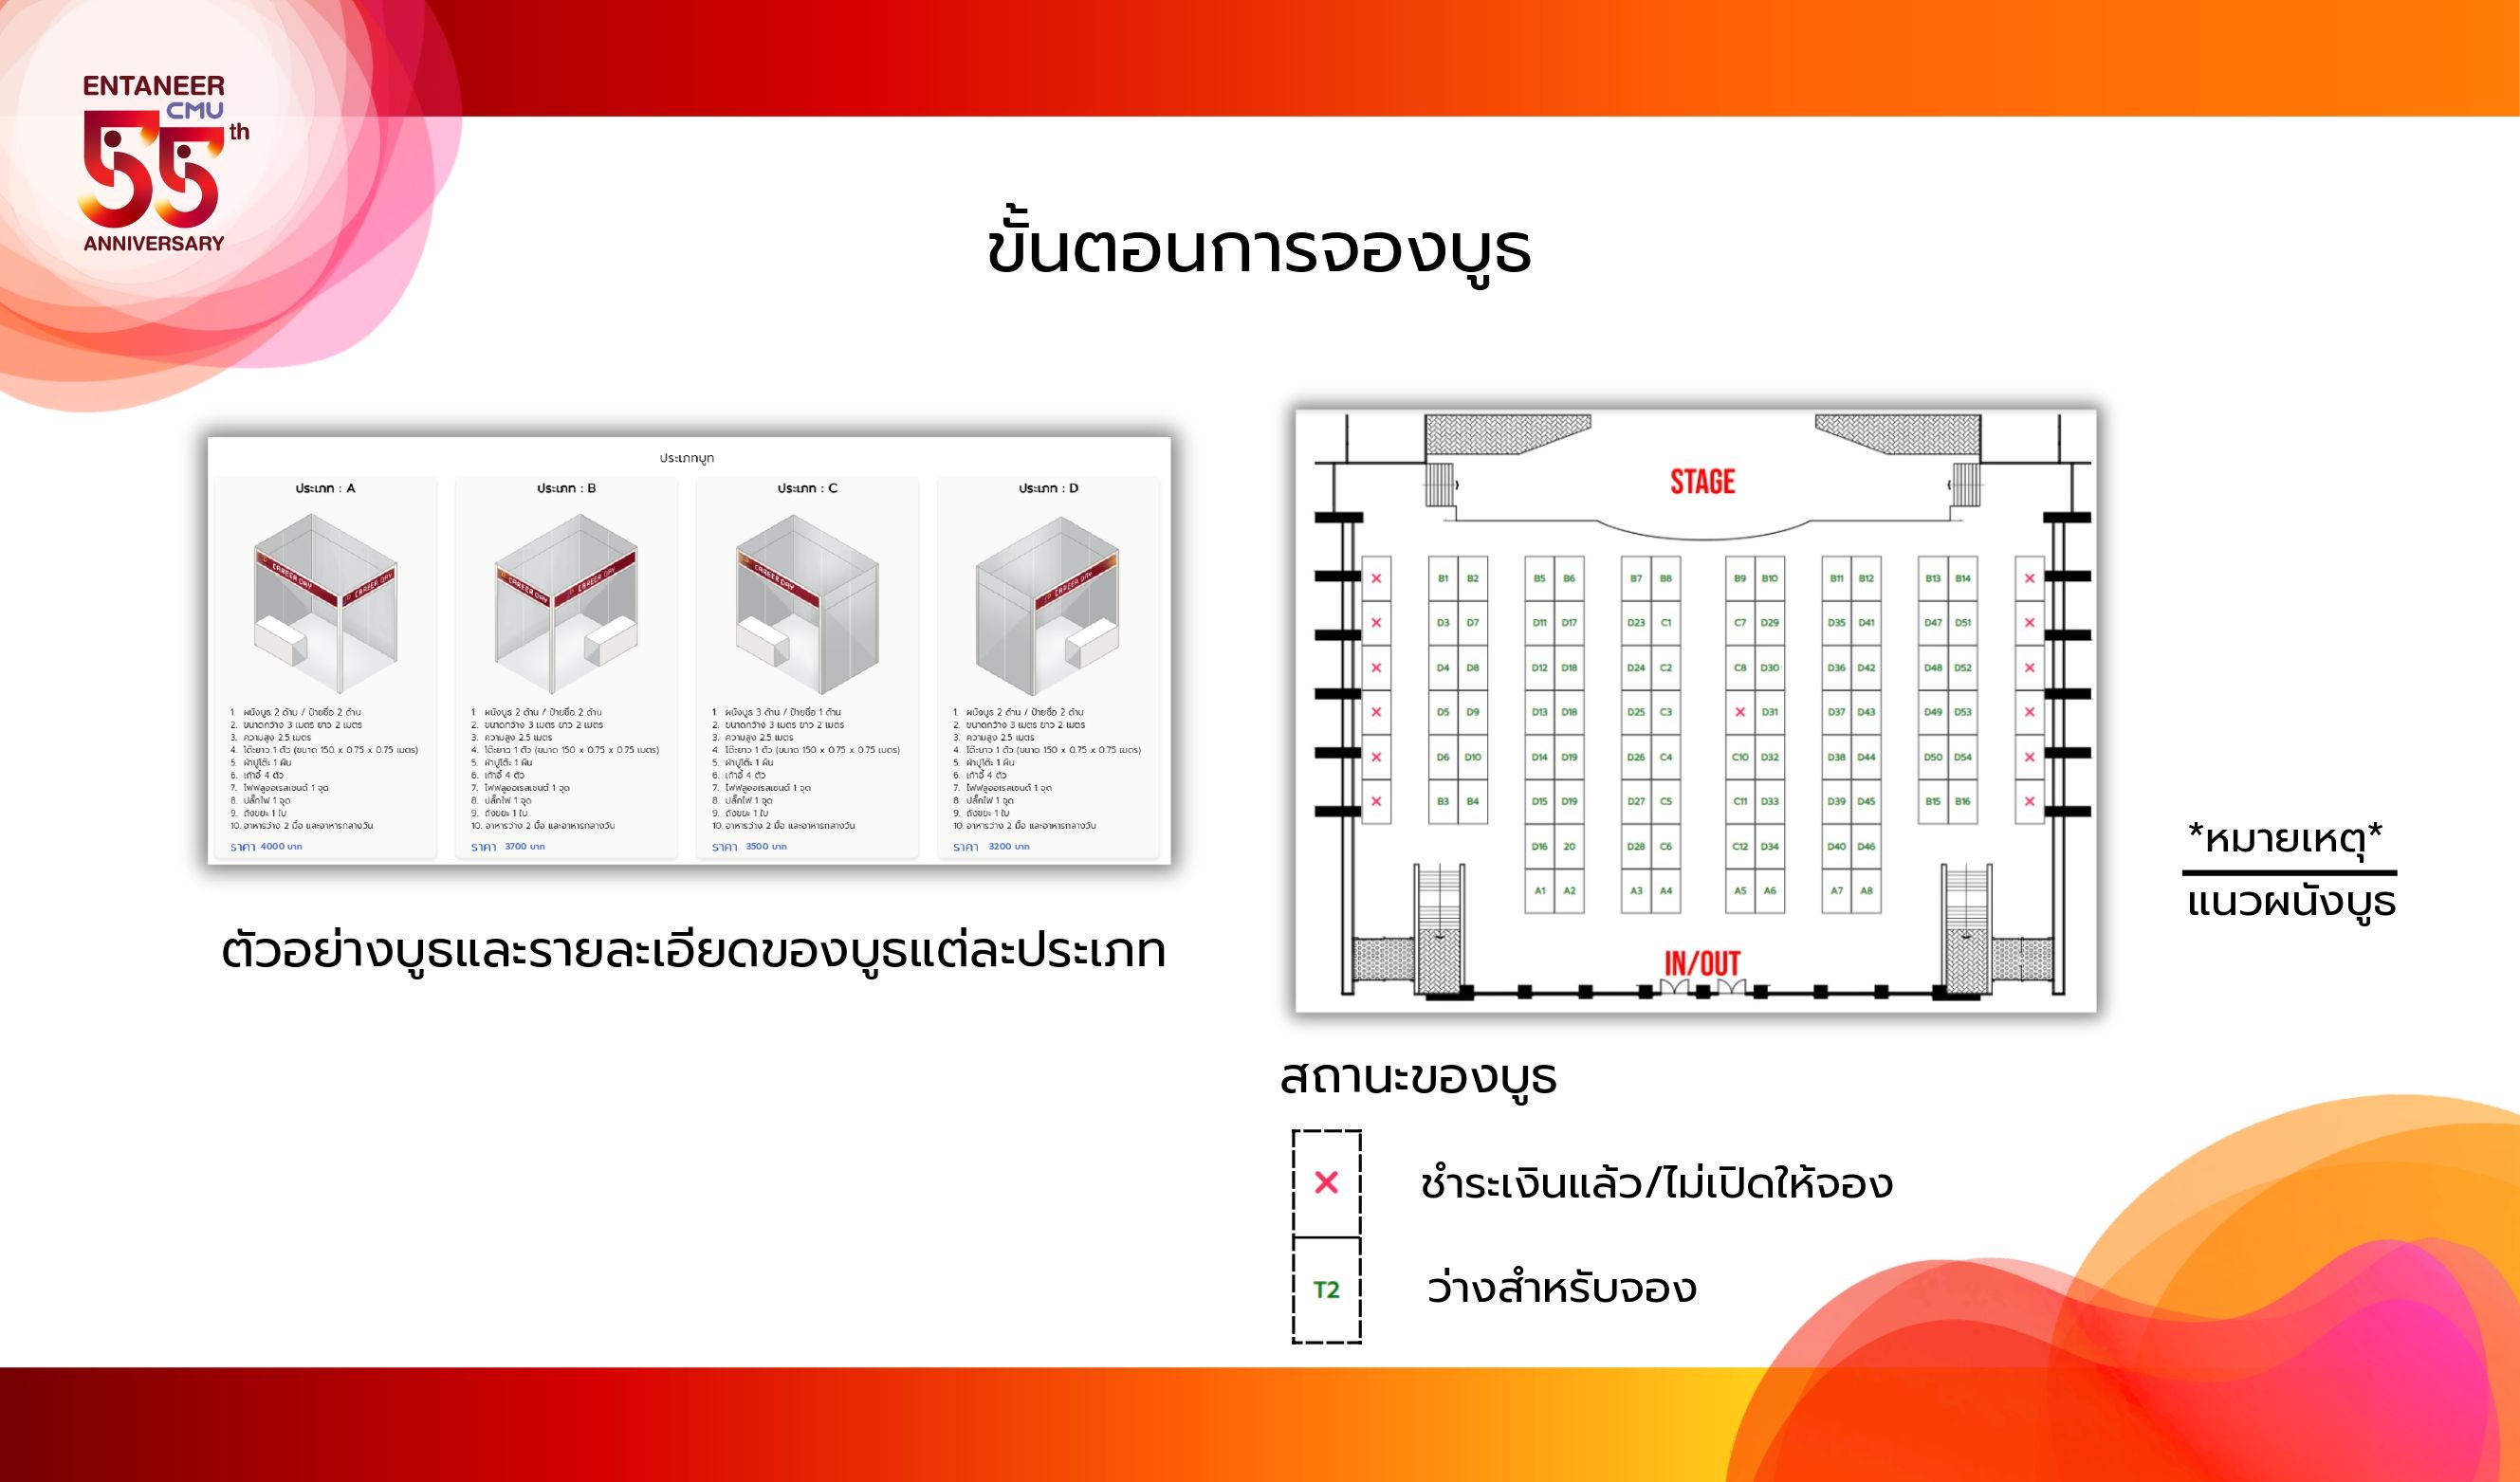 ENTANEER
CMU
55th
ANNIVERSARY
ขั้นตอนการจองบูธ
ประเภทบูท
ประเภท : A
CAREER DAY
CAREER DAY
1. ผนังบูธ 2 ด้าน / ป้ายชื่อ 2 ด้าน
2. ขนาดกว้าง 3 เมตร ยาว 2 เมตร
3. ความสูง 2.5 เมตร
4. โต๊ะยาว 1 ตัว (ขนาด 150 x 0.75 x 0.75 เมตร)
5. ผ้าปูโต๊ะ 1 ผืน
6. เก้าอี้ 4 ตัว
7. ไฟฟลูออเรสเซนต์ 1 จุด
8. ปลั๊กไฟ 1 จุด
9. ถังขยะ 1 ใบ
10. อาหารว่าง 2 มื้อ และอาหารกลางวัน
ราคา 4000 บาท
ประเภท : B
CAREER DAY
CAREER DAY
1. ผนังบูธ 2 ด้าน / ป้ายชื่อ 2 ด้าน
2. ขนาดกว้าง 3 เมตร ยาว 2 เมตร
3. ความสูง 2.5 เมตร
4. โต๊ะยาว 1 ตัว (ขนาด 150 x 0.75 x 0.75 เมตร)
5. ผ้าปูโต๊ะ 1 ผืน
6. เก้าอี้ 4 ตัว
7. ไฟฟลูออเรสเซนต์ 1 จุด
8. ปลั๊กไฟ 1 จุด
9. ถังขยะ 1 ใบ
10. อาหารว่าง 2 มื้อ และอาหารกลางวัน
ราคา 3700 บาท
ประเภท : C
CAREER DAY
1. ผนังบูธ 3 ด้าน / ป้ายชื่อ 1 ด้าน
2. ขนาดกว้าง 3 เมตร ยาว 2 เมตร
3. ความสูง 2.5 เมตร
4. โต๊ะยาว 1 ตัว (ขนาด 150 x 0.75 x 0.75 เมตร)
5. ผ้าปูโต๊ะ 1 ผืน
6. เก้าอี้ 4 ตัว
7. ไฟฟลูออเรสเซนต์ 1 จุด
8. ปลั๊กไฟ 1 จุด
9. ถังขยะ 1 ใบ
10. อาหารว่าง 2 มื้อ และอาหารกลางวัน
ราคา 3500 บาท
ประเภท : D
CAREER DAY
1. ผนังบูธ 2 ด้าน / ป้ายชื่อ 2 ด้าน
2. ขนาดกว้าง 3 เมตร ยาว 2 เมตร
3. ความสูง 2.5 เมตร
4. โต๊ะยาว 1 ตัว (ขนาด 150 x 0.75 x 0.75 เมตร)
5. ผ้าปูโต๊ะ 1 ผืน
6. เก้าอี้ 4 ตัว
7. ไฟฟลูออเรสเซนต์ 1 จุด
8. ปลั๊กไฟ 1 จุด
9. ถังขยะ 1 ใบ
10. อาหารว่าง 2 มื้อ และอาหารกลางวัน
ราคา 3200 บาท
ตัวอย่างบูธและรายละเอียดของบูธแต่ละประเภท
STAGE
B1 B2 B5 B6 B7 B8 B9 B10 B11 B12 B13 B14
D3 D7 D11 D17 D23 C1 C7 D29 D35 D41 D47 D51
D4 D8 D12 D18 D24 C2 C8 D30 D36 D42 D48 D52
D5 D9 D13 D18 D25 C3 D31 D37 D43 D49 D53
D6 D10 D14 D19 D26 C4 C10 D32 D38 D44 D50 D54
B3 B4 D15 D19 D27 C5 C11 D33 D39 D45 B15 B16
D16 20 D28 C6 C12 D34 D40 D46
A1 A2 A3 A4 A5 A6 A7 A8
IN/OUT
*หมายเหตุ*
แนวผนังบูธ
สถานะของบูธ
ชำระเงินแล้ว/ไม่เปิดให้จอง
T2 ว่างสำหรับจอง